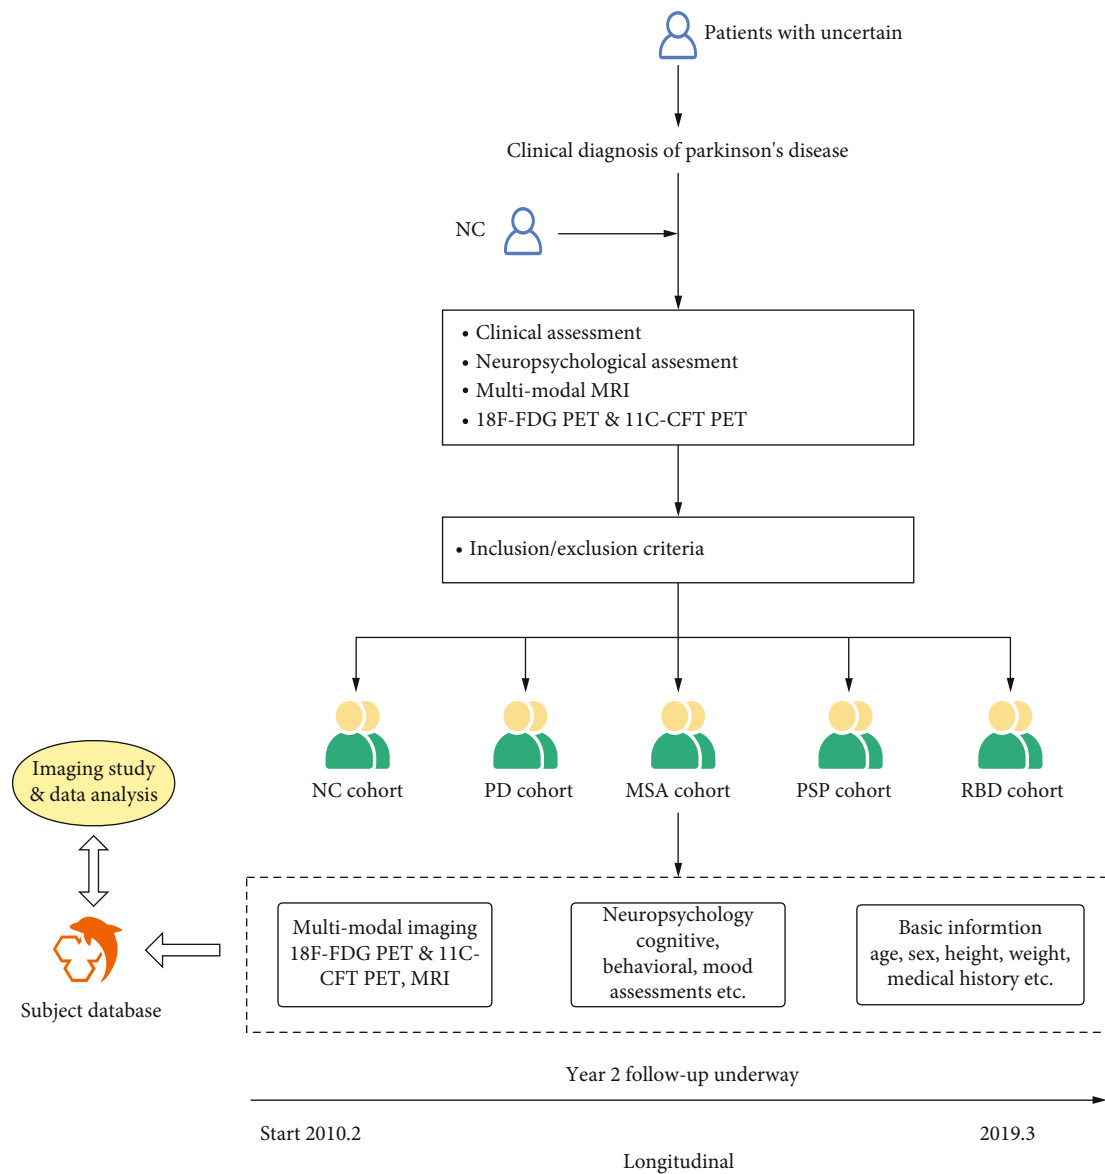 Patients with uncertain
Clinical diagnosis of parkinson's disease
NC
• Clinical assessment
• Neuropsychological assesment
• Multi-modal MRI
• 18F-FDG PET & 11C-CFT PET
• Inclusion/exclusion criteria
NC cohort
PD cohort
MSA cohort
PSP cohort
RBD cohort
Imaging study
& data analysis
Subject database
Multi-modal imaging
18F-FDG PET & 11C-
CFT PET, MRI
Neuropsychology
cognitive,
behavioral, mood
assessments etc.
Basic informtion
age, sex, height, weight,
medical history etc.
Year 2 follow-up underway
Start 2010.2
2019.3
Longitudinal